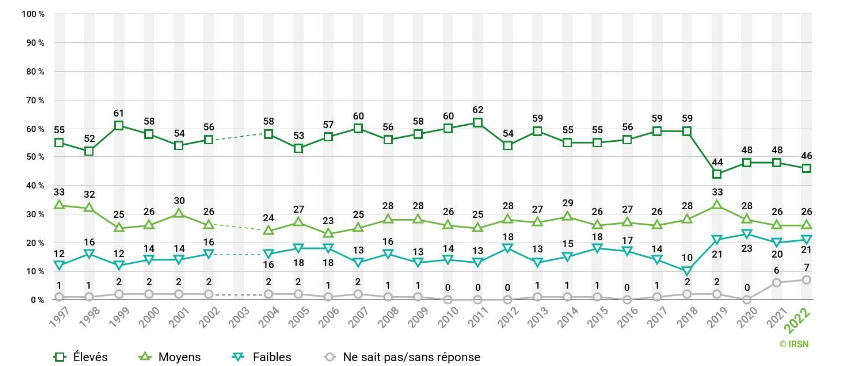 100 %
90 %
80 %
70 %
60 %
50 %
40 %
30 %
20 %
10 %
0 %
55 52 61 58 54 56 58 53 57 60 56 58 60 62 54 59 55 55 56 59 59 44 48 48 46
33 32 25 26 30 26 24 27 23 25 28 28 26 25 28 27 29 26 27 26 28 33 28 26 26
12 16 12 14 14 16 16 18 18 13 16 13 14 13 18 13 15 18 17 14 10 21 23 20 21
1 1 2 2 2 2 2 2 1 2 1 1 0 0 0 1 1 1 0 1 2 2 0 6 7
1997 1998 1999 2000 2001 2002 2003 2004 2005 2006 2007 2008 2009 2010 2011 2012 2013 2014 2015 2016 2017 2018 2019 2020 2021 2022
© IRSN
Élevés Moyens Faibles Ne sait pas/sans réponse